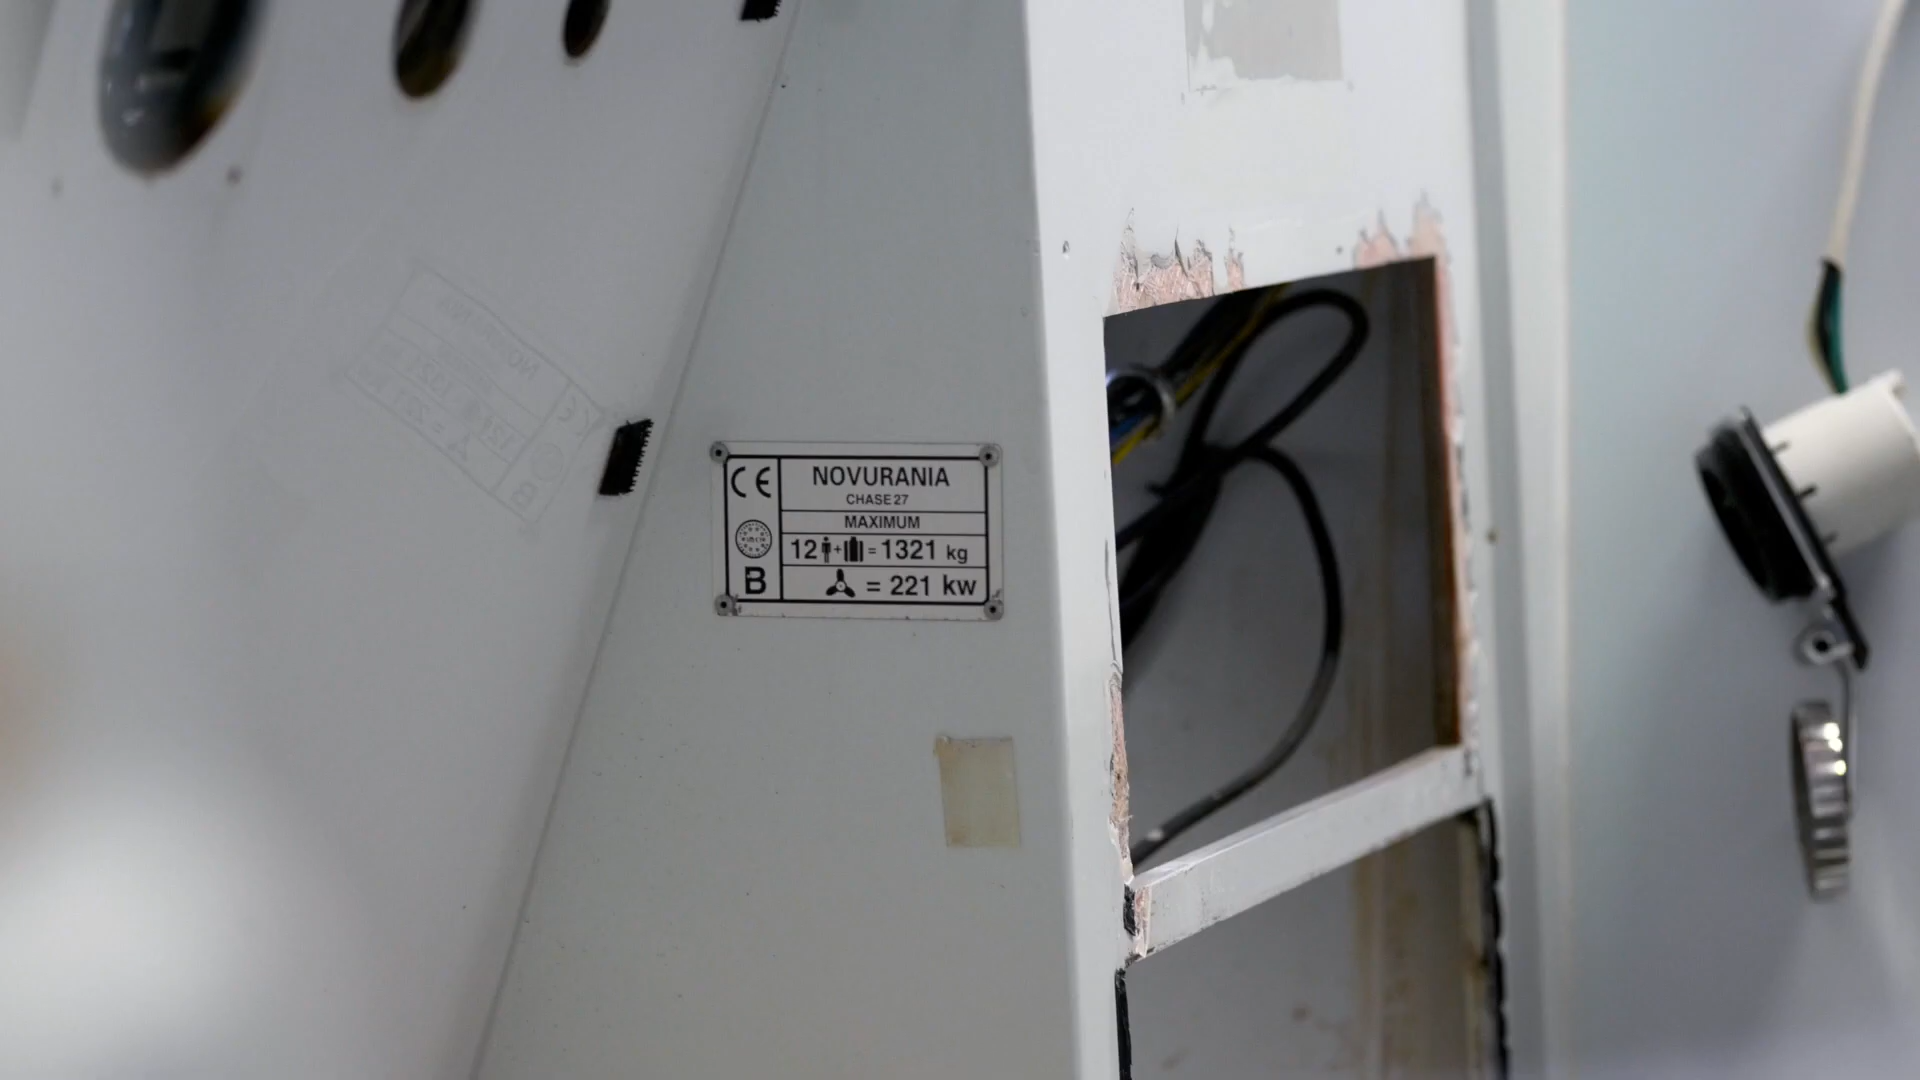 CE
NOVURANIA
CHASE 27
MAXIMUM
12 + = 1321 kg
B
= 221 kw